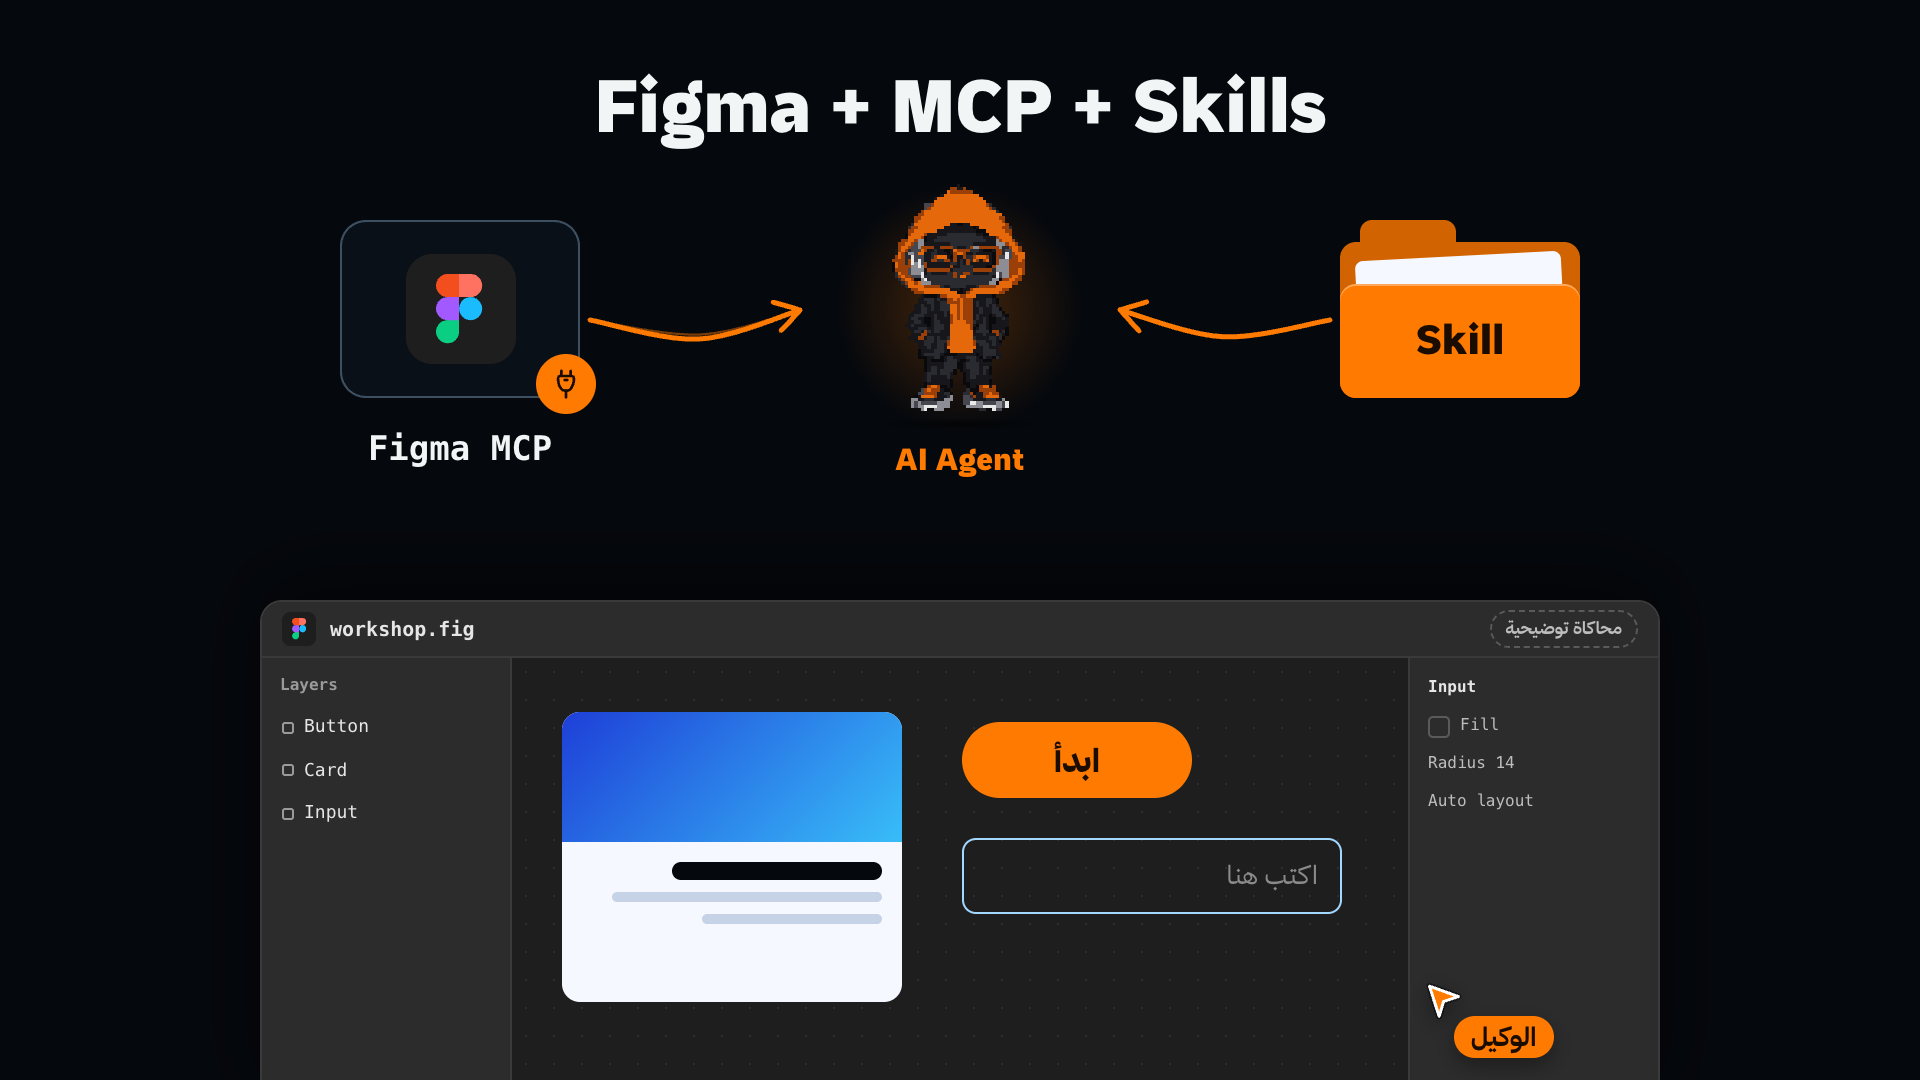 Figma + MCP + Skills
Skill
Figma MCP
AI Agent
workshop.fig
محاكاة توضيحية
Layers
Button
Card
Input
ابدأ
اكتب هنا
Input
Fill
Radius 14
Auto layout
الوكيل